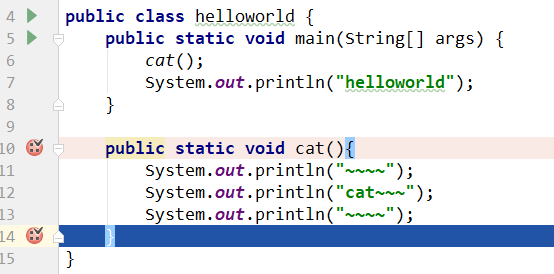 4 public class helloworld {
5 public static void main(String[] args) {
6 cat();
7 System.out.println("helloworld");
8 }
9
10 public static void cat(){
11 System.out.println("~~~~");
12 System.out.println("cat~~~");
13 System.out.println("~~~~");
14 }
15 }